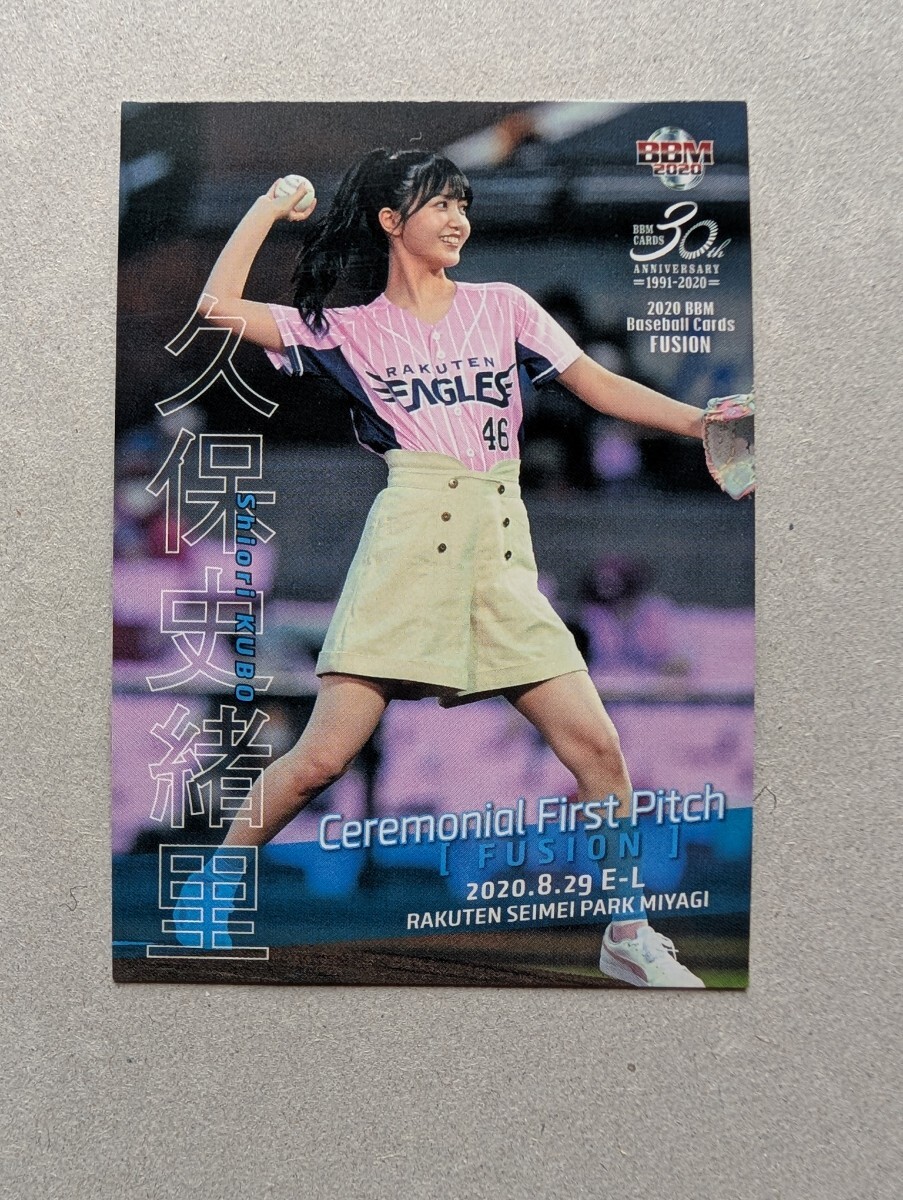 BBM
2020
BBM
CARDS
30th
ANNIVERSARY
=1991-2020=
2020 BBM
Baseball Cards
FUSION
RAKUTEN
EAGLES
46
久保史緒里
Shiori KUBO
Ceremonial First Pitch
[ FUSION ]
2020.8.29 E-L
RAKUTEN SEIMEI PARK MIYAGI